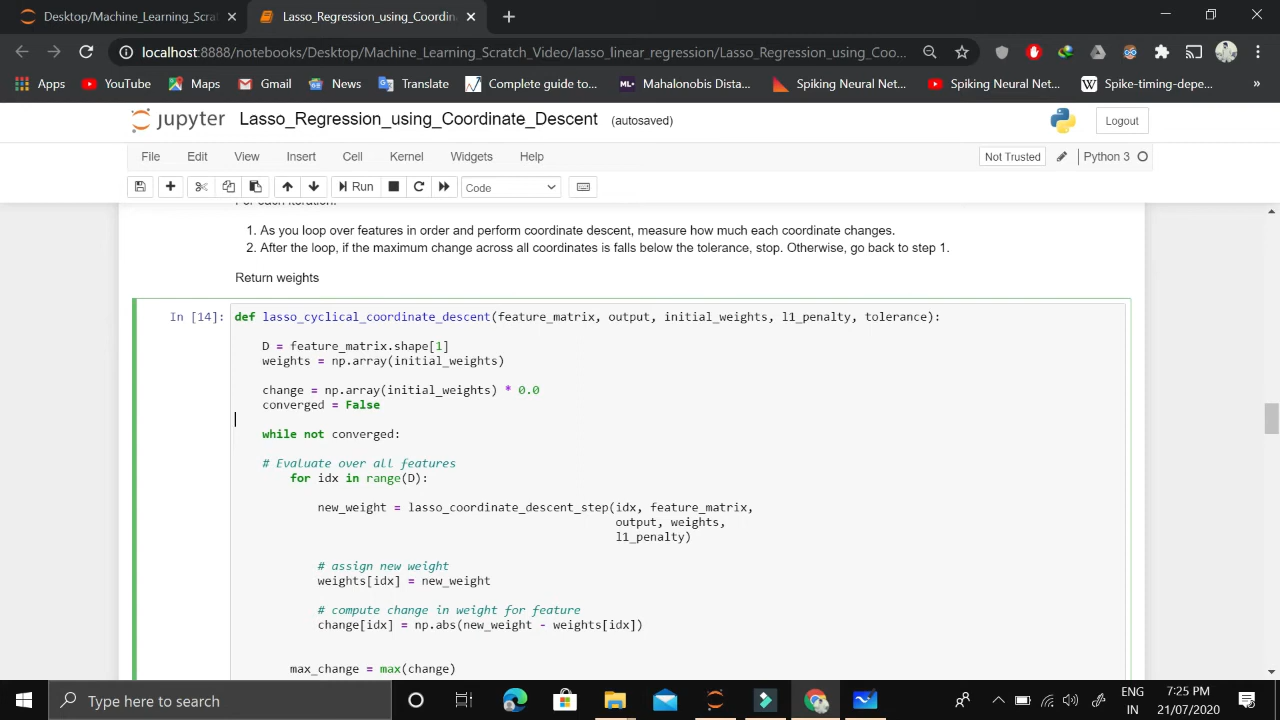 Desktop/Machine_Learning_Scrat
Lasso_Regression_using_Coordin
localhost:8888/notebooks/Desktop/Machine_Learning_Scratch_Video/lasso_linear_regression/Lasso_Regression_using_Coo...
Apps YouTube Maps Gmail News Translate Complete guide to... Mahalonobis Dista... Spiking Neural Net... Spiking Neural Net... Spike-timing-depe... »
jupyter Lasso_Regression_using_Coordinate_Descent (autosaved) Logout
File Edit View Insert Cell Kernel Widgets Help Not Trusted Python 3
Run Code
For each iteration:
1. As you loop over features in order and perform coordinate descent, measure how much each coordinate changes.
2. After the loop, if the maximum change across all coordinates is falls below the tolerance, stop. Otherwise, go back to step 1.
Return weights
In [14]: def lasso_cyclical_coordinate_descent(feature_matrix, output, initial_weights, l1_penalty, tolerance):
D = feature_matrix.shape[1]
weights = np.array(initial_weights)
change = np.array(initial_weights) * 0.0
converged = False
while not converged:
# Evaluate over all features
for idx in range(D):
new_weight = lasso_coordinate_descent_step(idx, feature_matrix,
output, weights,
l1_penalty)
# assign new weight
weights[idx] = new_weight
# compute change in weight for feature
change[idx] = np.abs(new_weight - weights[idx])
max_change = max(change)
Type here to search
ENG
IN
7:25 PM
21/07/2020